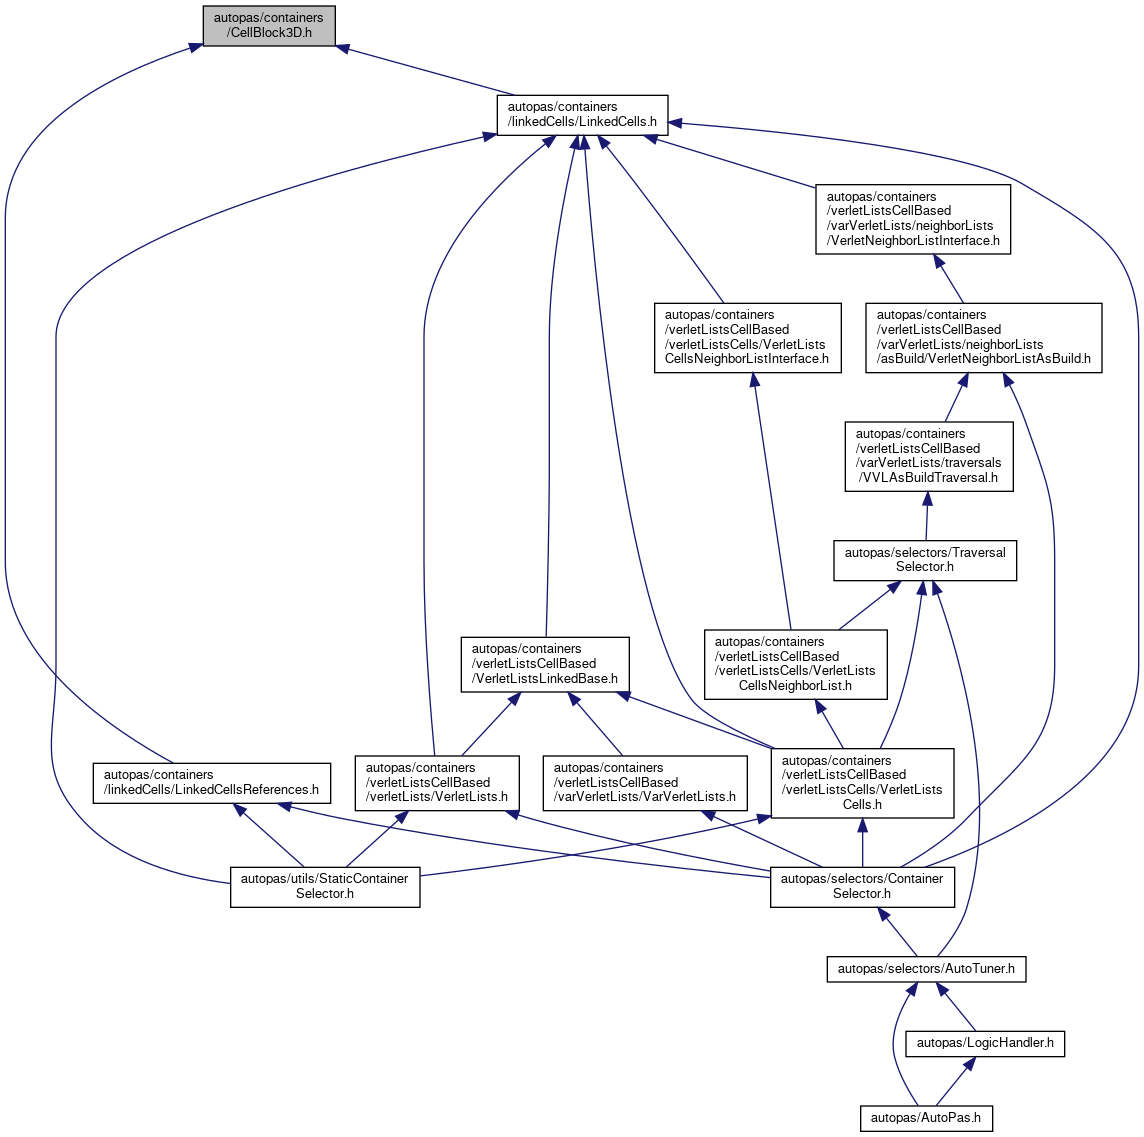 autopas/containers
/CellBlock3D.h
autopas/containers
/linkedCells/LinkedCells.h
autopas/containers
/verletListsCellBased
/varVerletLists/neighborLists
/VerletNeighborListInterface.h
autopas/containers
/verletListsCellBased
/verletListsCells/VerletLists
CellsNeighborListInterface.h
autopas/containers
/verletListsCellBased
/varVerletLists/neighborLists
/asBuild/VerletNeighborListAsBuild.h
autopas/containers
/verletListsCellBased
/varVerletLists/traversals
/VVLAsBuildTraversal.h
autopas/selectors/Traversal
Selector.h
autopas/containers
/verletListsCellBased
/VerletListsLinkedBase.h
autopas/containers
/verletListsCellBased
/verletListsCells/VerletLists
CellsNeighborList.h
autopas/containers
/linkedCells/LinkedCellsReferences.h
autopas/containers
/verletListsCellBased
/verletLists/VerletLists.h
autopas/containers
/verletListsCellBased
/varVerletLists/VarVerletLists.h
autopas/containers
/verletListsCellBased
/verletListsCells/VerletLists
Cells.h
autopas/utils/StaticContainer
Selector.h
autopas/selectors/Container
Selector.h
autopas/selectors/AutoTuner.h
autopas/LogicHandler.h
autopas/AutoPas.h